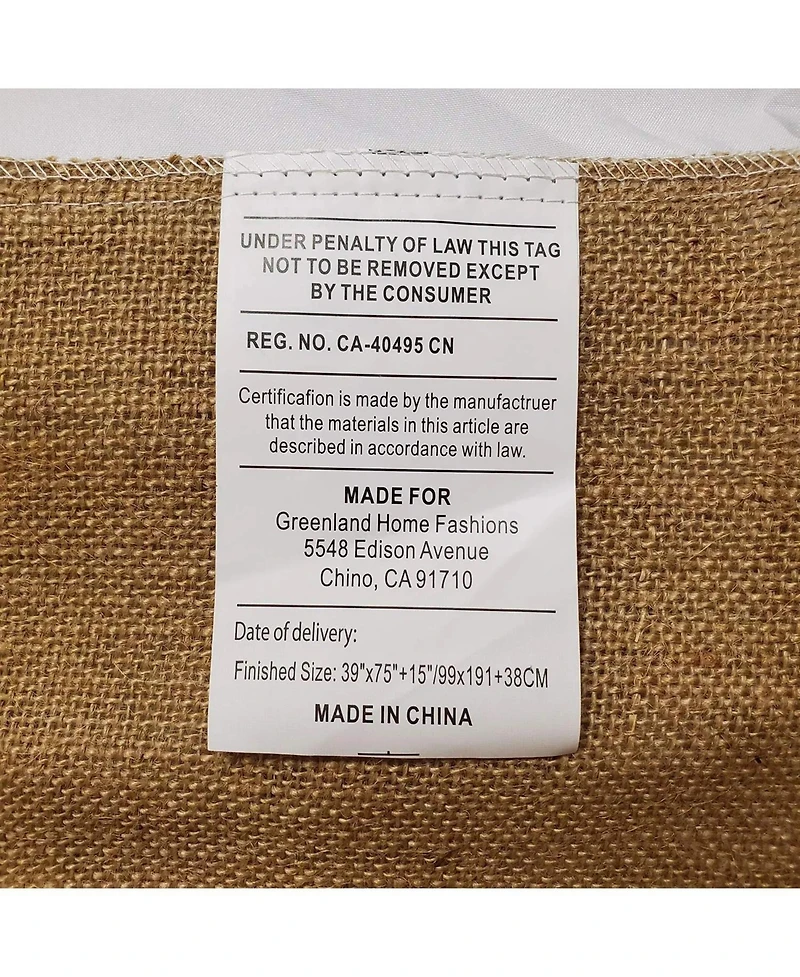 UNDER PENALTY OF LAW THIS TAG
NOT TO BE REMOVED EXCEPT
BY THE CONSUMER
REG. NO. CA-40495 CN
Certification is made by the manufactruer
that the materials in this article are
described in accordance with law.
MADE FOR
Greenland Home Fashions
5548 Edison Avenue
Chino, CA 91710
Date of delivery:
Finished Size: 39"x75"+15"/99x191+38CM
MADE IN CHINA